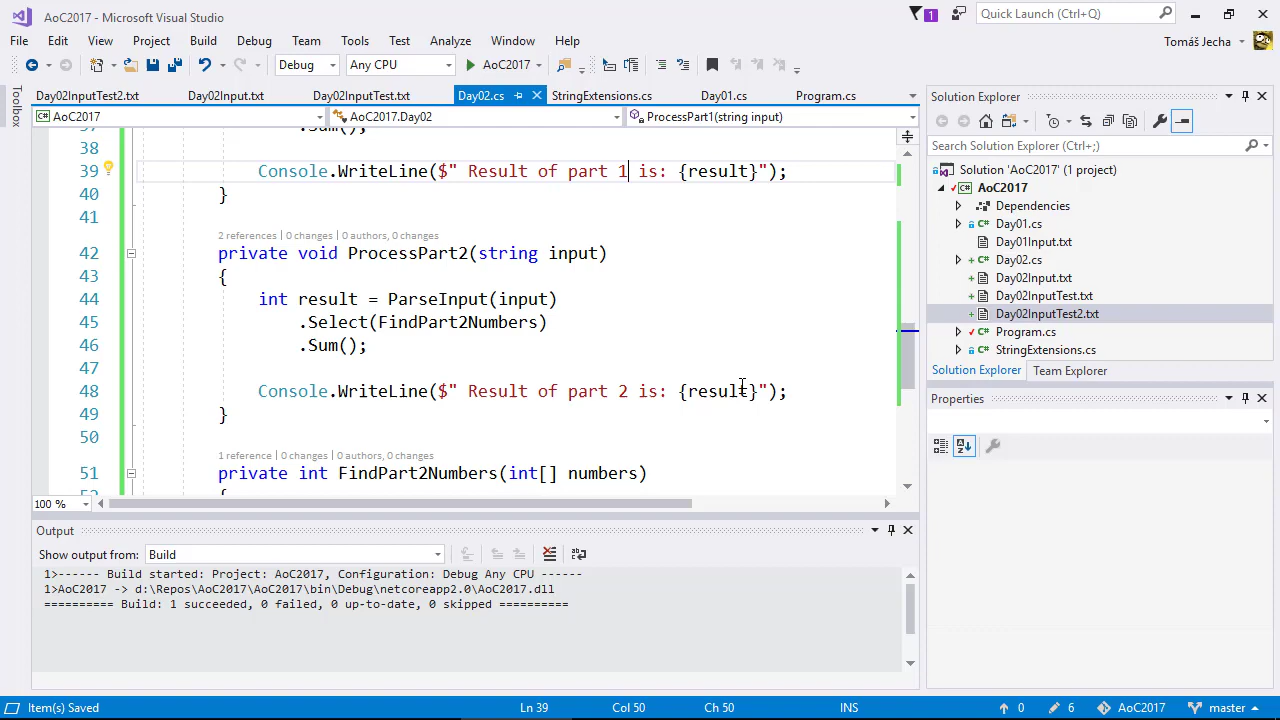 AoC2017 - Microsoft Visual Studio
1
Quick Launch (Ctrl+Q)
File Edit View Project Build Debug Team Tools Test Analyze Window Help
Tomáš Jecha
Debug Any CPU AoC2017
Toolbox
Day02InputTest2.txt Day02Input.txt Day02InputTest.txt Day02.cs StringExtensions.cs Day01.cs Program.cs
AoC2017 AoC2017.Day02 ProcessPart1(string input)
37 .Sum();
38
39 Console.WriteLine($" Result of part 1 is: {result}");
40 }
41
2 references | 0 changes | 0 authors, 0 changes
42 private void ProcessPart2(string input)
43 {
44 int result = ParseInput(input)
45 .Select(FindPart2Numbers)
46 .Sum();
47
48 Console.WriteLine($" Result of part 2 is: {result}");
49 }
50
1 reference | 0 changes | 0 authors, 0 changes
51 private int FindPart2Numbers(int[] numbers)
52 {
100 %
Output
Show output from: Build
1>------ Build started: Project: AoC2017, Configuration: Debug Any CPU ------
1>AoC2017 -> d:\Repos\AoC2017\AoC2017\bin\Debug\netcoreapp2.0\AoC2017.dll
========== Build: 1 succeeded, 0 failed, 0 up-to-date, 0 skipped ==========
Solution Explorer
Search Solution Explorer (Ctrl+;)
Solution 'AoC2017' (1 project)
AoC2017
Dependencies
Day01.cs
Day01Input.txt
Day02.cs
Day02Input.txt
Day02InputTest.txt
Day02InputTest2.txt
Program.cs
StringExtensions.cs
Solution Explorer Team Explorer
Properties
Item(s) Saved Ln 39 Col 50 Ch 50 INS 0 6 AoC2017 master